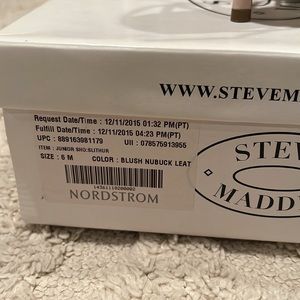 WWW.STEVEM
Request Date/Time : 12/11/2015 01:32 PM(PT)
Fulfill Date/Time : 12/11/2015 04:23 PM(PT)
UPC : 889163981179 UII : 078575913955
ITEM : JUNIOR SHO:SLITHUR
SIZE : 6 M COLOR : BLUSH NUBUCK LEAT
14361110200002
NORDSTROM
STEV
MADD